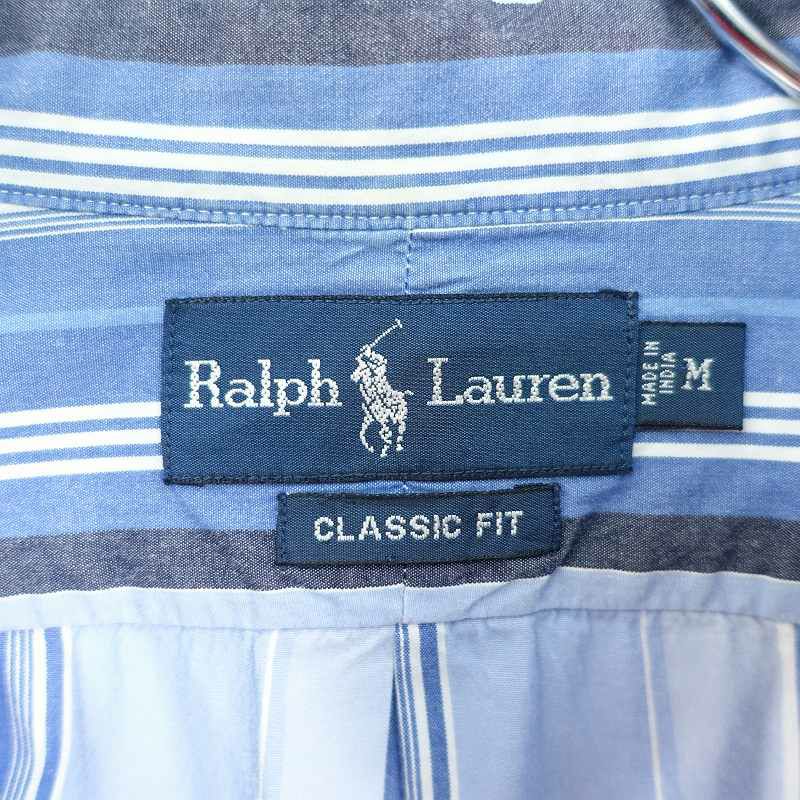 Ralph Lauren
MADE IN
INDIA
M
CLASSIC FIT